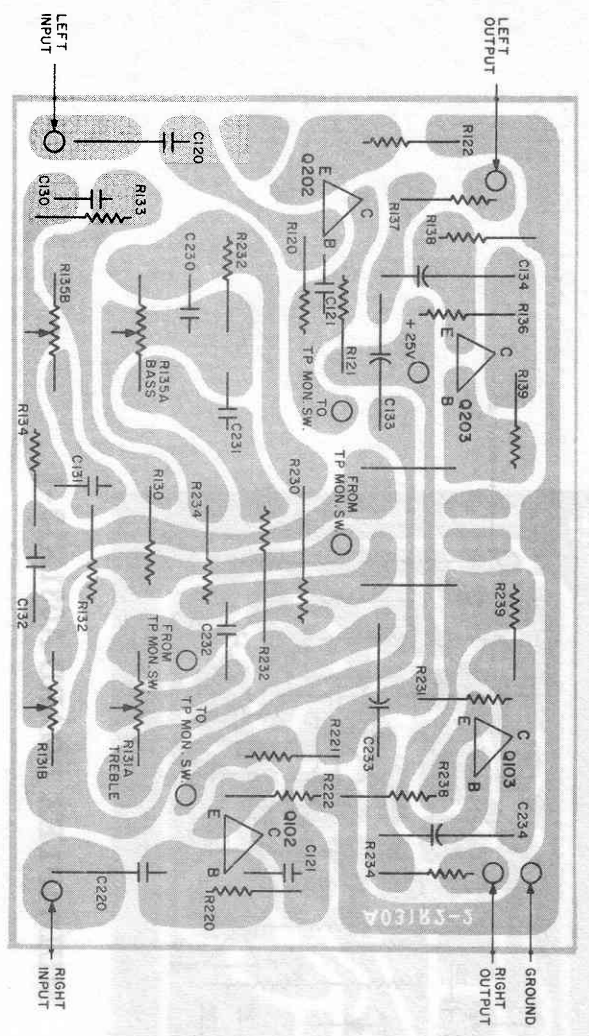 LEFT
INPUT
LEFT
OUTPUT
C120
R122
Q202
E
C
B
C130
R133
R137
R138
C134
R120
C121
R121
R232
C230
R136
+ 25V
E
C
B
Q203
C133
R135B
R135A
BASS
TO
TP MON. SW.
R139
C231
R134
C131
R130
R234
R230
FROM
TP MON. SW
C132
R132
C232
R232
R239
FROM
TP MON. SW.
TO
TP MON. SW
R131B
R131A
TREBLE
R221
C233
R231
E
C
B
Q103
R222
R238
C234
Q102
E
C
B
C121
R220
C220
R234
A031R2-2
RIGHT
INPUT
RIGHT
OUTPUT
GROUND